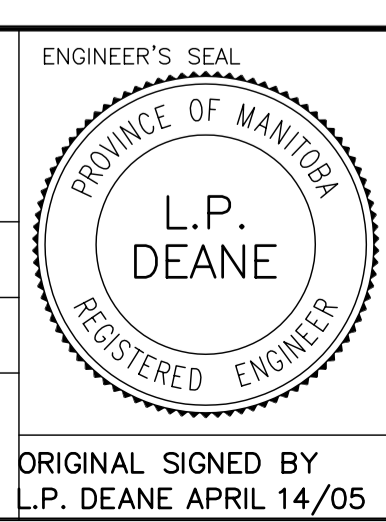 ENGINEER'S SEAL
PROVINCE OF MANITOBA
L.P.
DEANE
REGISTERED ENGINEER
ORIGINAL SIGNED BY
L.P. DEANE APRIL 14/05